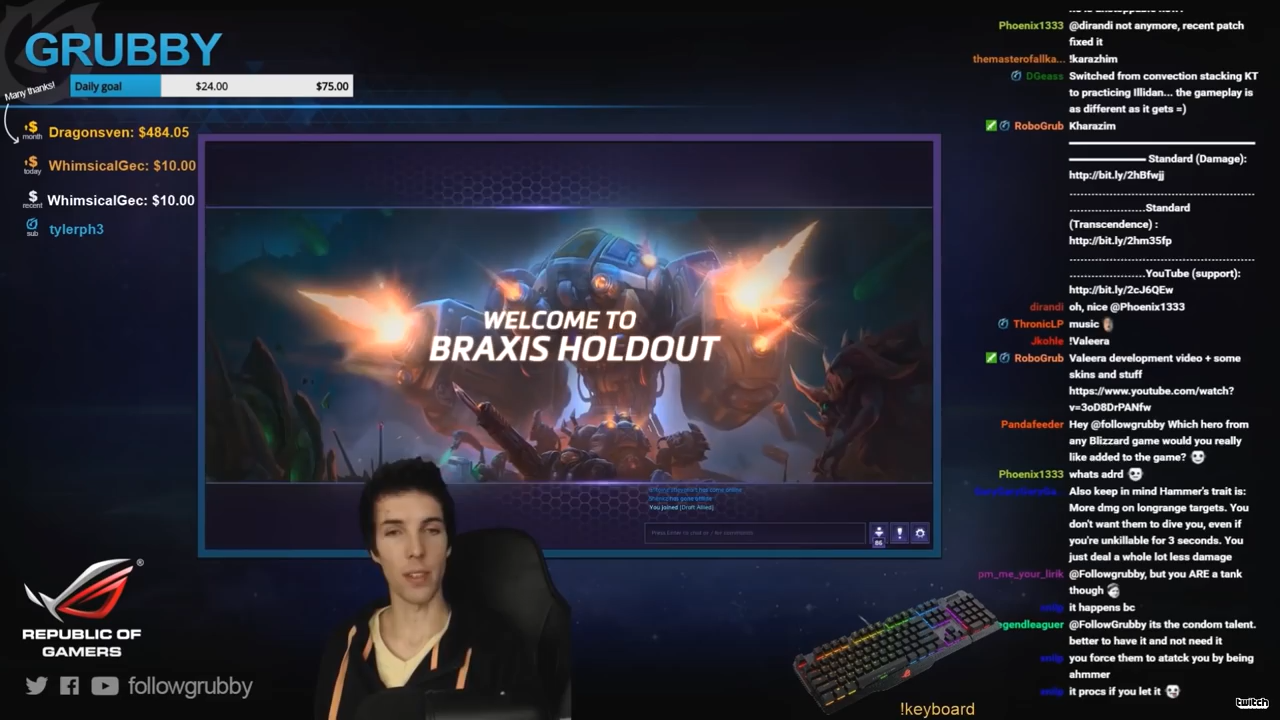 GRUBBY
Many thanks!
Daily goal $24.00 $75.00
$ month Dragonsven: $484.05
$ today WhimsicalGec: $10.00
$ recent WhimsicalGec: $10.00
sub tylerph3
WELCOME TO
BRAXIS HOLDOUT
You joined [Draft Allied].
86
REPUBLIC OF
GAMERS
followgrubby
!keyboard
Phoenix1333 @dirandi not anymore, recent patch
fixed it
themasterofallka... !karazhim
DGeass Switched from convection stacking KT
to practicing Illidan... the gameplay is
as different as it gets =)
RoboGrub Kharazim
Standard (Damage):
http://bit.ly/2hBfwjj
Standard
(Transcendence) :
http://bit.ly/2hm35fp
YouTube (support):
http://bit.ly/2cJ6QEw
dirandi oh, nice @Phoenix1333
ThronicLP music
Jkohle !Valeera
RoboGrub Valeera development video + some
skins and stuff
https://www.youtube.com/watch?
v=3oD8DrPANfw
Pandafeeder Hey @followgrubby Which hero from
any Blizzard game would you really
like added to the game?
Phoenix1333 whats adrd
Also keep in mind Hammer's trait is:
More dmg on longrange targets. You
don't want them to dive you, even if
you're unkillable for 3 seconds. You
just deal a whole lot less damage
pm_me_your_lirik @Followgrubby, but you ARE a tank
though
it happens bc
egendleaguer @FollowGrubby its the condom talent.
better to have it and not need it
you force them to atatck you by being
ahmmer
it procs if you let it
twitch